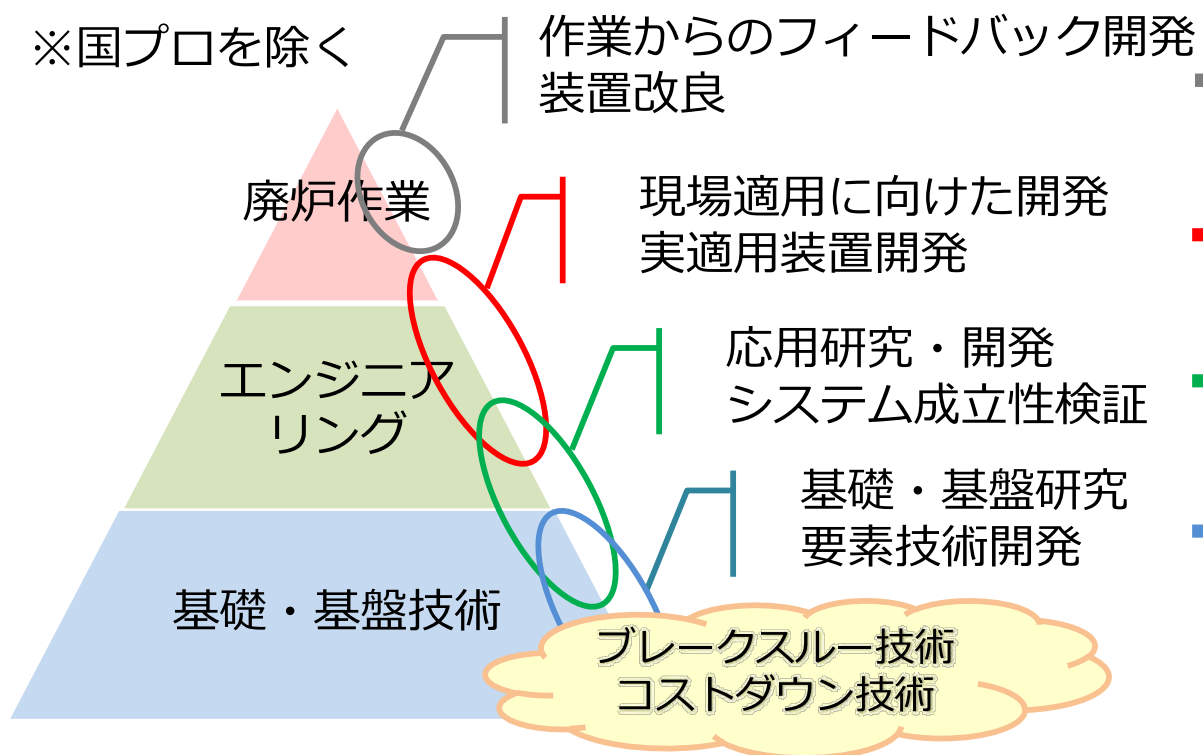 ※国プロを除く
作業からのフィードバック開発
装置改良
廃炉作業
現場適用に向けた開発
実適用装置開発
エンジニア
リング
応用研究・開発
システム成立性検証
基礎・基盤研究
要素技術開発
基礎・基盤技術
ブレークスルー技術
コストダウン技術